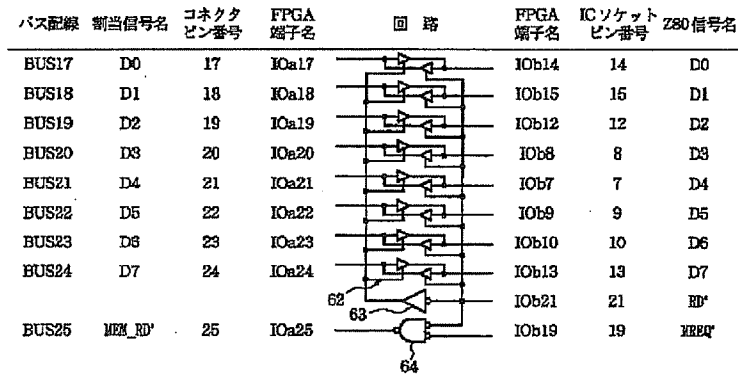 バス配線 割当信号名 コネクタピン番号 FPGA端子名 回路 FPGA端子名 ICソケットピン番号 Z80信号名
BUS17 D0 17 IOa17 IOb14 14 D0
BUS18 D1 18 IOa18 IOb15 15 D1
BUS19 D2 19 IOa19 IOb12 12 D2
BUS20 D3 20 IOa20 IOb8 8 D3
BUS21 D4 21 IOa21 IOb7 7 D4
BUS22 D5 22 IOa22 IOb9 9 D5
BUS23 D6 23 IOa23 IOb10 10 D6
BUS24 D7 24 IOa24 IOb13 13 D7
62 63 IOb21 21 RD*
BUS25 MEM_RD* 25 IOa25 IOb19 19 MREQ*
64